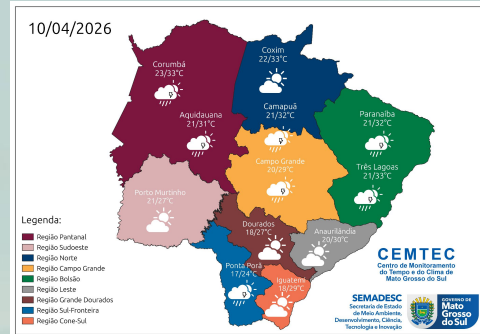 10/04/2026
Coxim
22/33°C
Corumbá
23/33°C
Camapuã
21/32°C
Aquidauana
21/31°C
Paranaíba
21/32°C
Campo Grande
20/29°C
Três Lagoas
21/33°C
Porto Murtinho
21/27°C
Dourados
18/27°C
Anaurilândia
20/30°C
Ponta Porã
17/24°C
Iguatemi
18/29°C
Legenda:
Região Pantanal
Região Sudoeste
Região Norte
Região Campo Grande
Região Bolsão
Região Leste
Região Grande Dourados
Região Sul-Fronteira
Região Cone-Sul
CEMTEC
Centro de Monitoramento
do Tempo e do Clima de
Mato Grosso do Sul
SEMADESC
Secretaria de Estado
de Meio Ambiente,
Desenvolvimento, Ciência,
Tecnologia e Inovação
GOVERNO DE
Mato
Grosso
do Sul